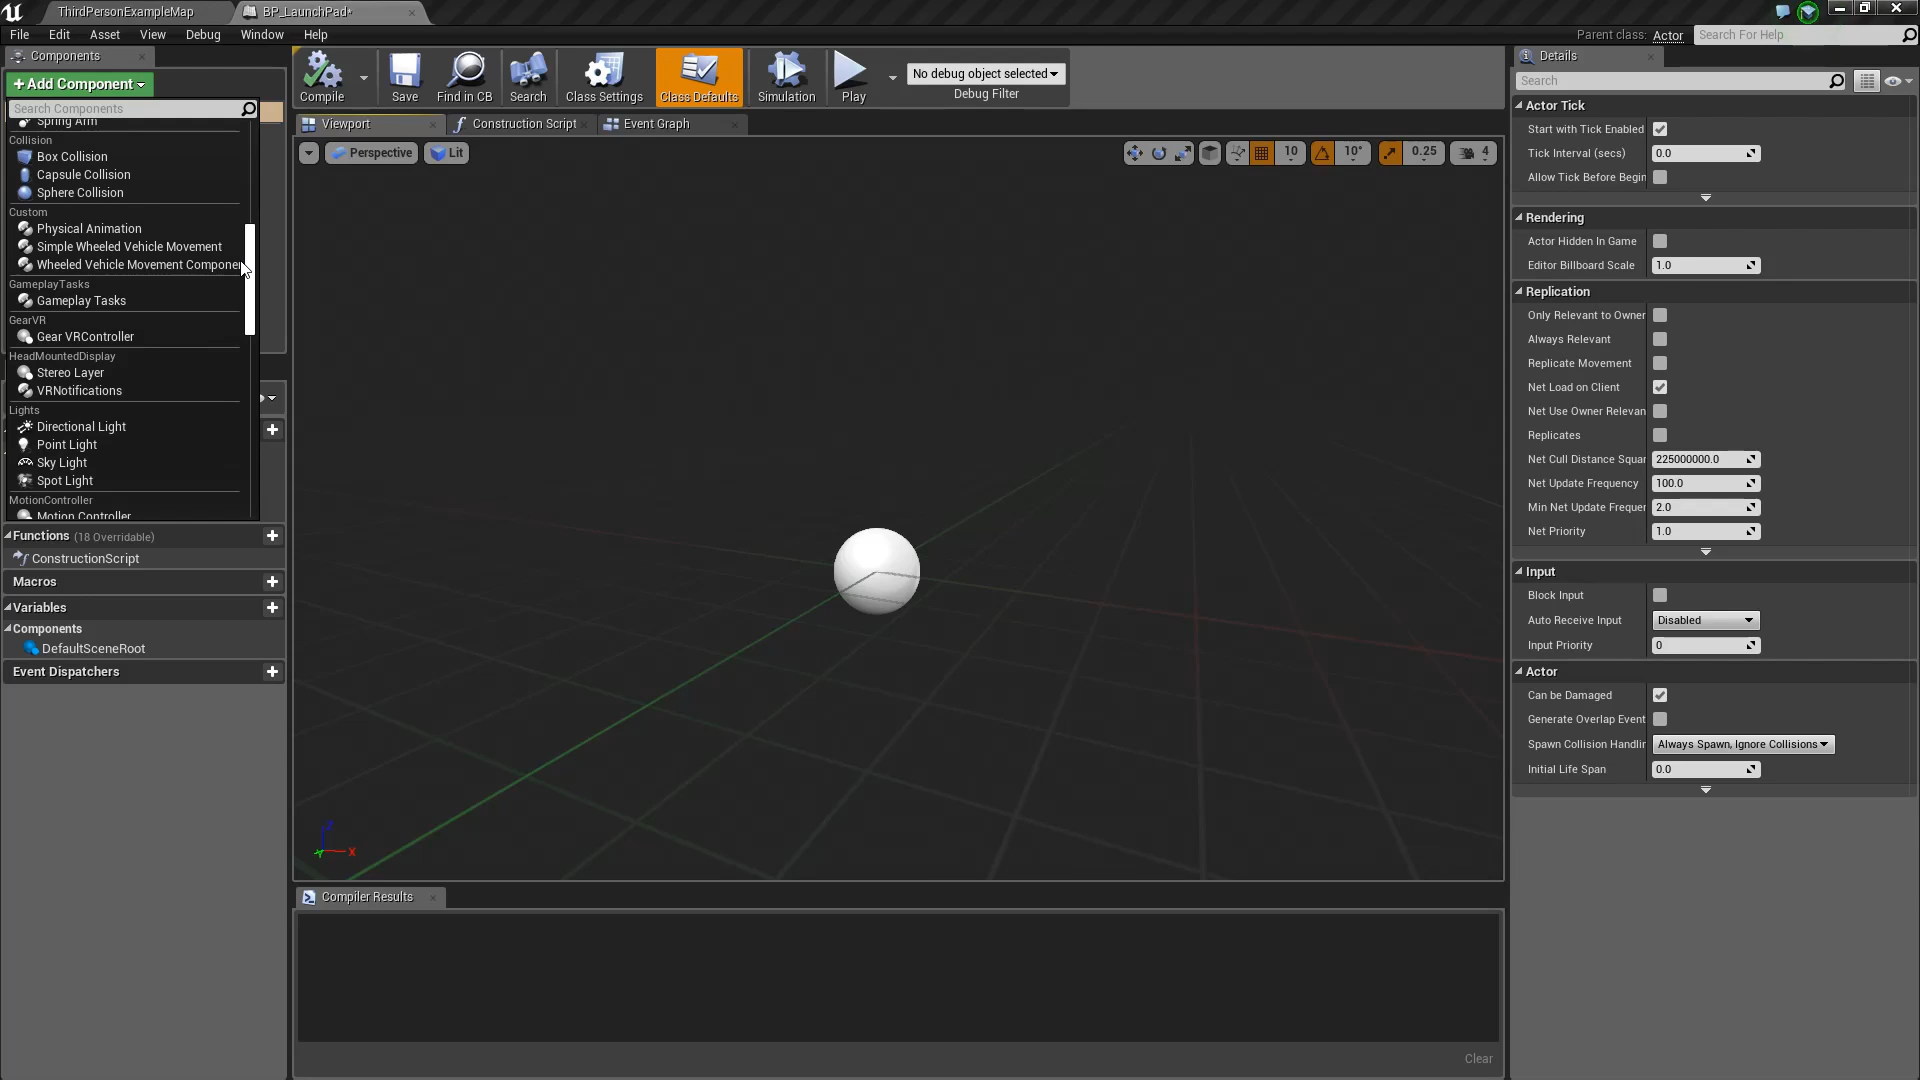 ThirdPersonExampleMap
BP_LaunchPad*
File Edit Asset View Debug Window Help
Parent class: Actor
Search For Help
Components
+Add Component
Search Components
Spring Arm
Collision
Box Collision
Capsule Collision
Sphere Collision
Custom
Physical Animation
Simple Wheeled Vehicle Movement
Wheeled Vehicle Movement Componen
GameplayTasks
Gameplay Tasks
GearVR
Gear VRController
HeadMountedDisplay
Stereo Layer
VRNotifications
Lights
Directional Light
Point Light
Sky Light
Spot Light
MotionController
Motion Controller
Functions (18 Overridable)
ConstructionScript
Macros
Variables
Components
DefaultSceneRoot
Event Dispatchers
Compile
Save
Find in CB
Search
Class Settings
Class Defaults
Simulation
Play
No debug object selected
Debug Filter
Viewport
Construction Script
Event Graph
Perspective
Lit
10
10°
0.25
4
Z
Y
X
Compiler Results
Clear
Details
Search
Actor Tick
Start with Tick Enabled
Tick Interval (secs) 0.0
Allow Tick Before Begin
Rendering
Actor Hidden In Game
Editor Billboard Scale 1.0
Replication
Only Relevant to Owner
Always Relevant
Replicate Movement
Net Load on Client
Net Use Owner Relevan
Replicates
Net Cull Distance Squar 225000000.0
Net Update Frequency 100.0
Min Net Update Frequer 2.0
Net Priority 1.0
Input
Block Input
Auto Receive Input Disabled
Input Priority 0
Actor
Can be Damaged
Generate Overlap Event
Spawn Collision Handlir Always Spawn, Ignore Collisions
Initial Life Span 0.0